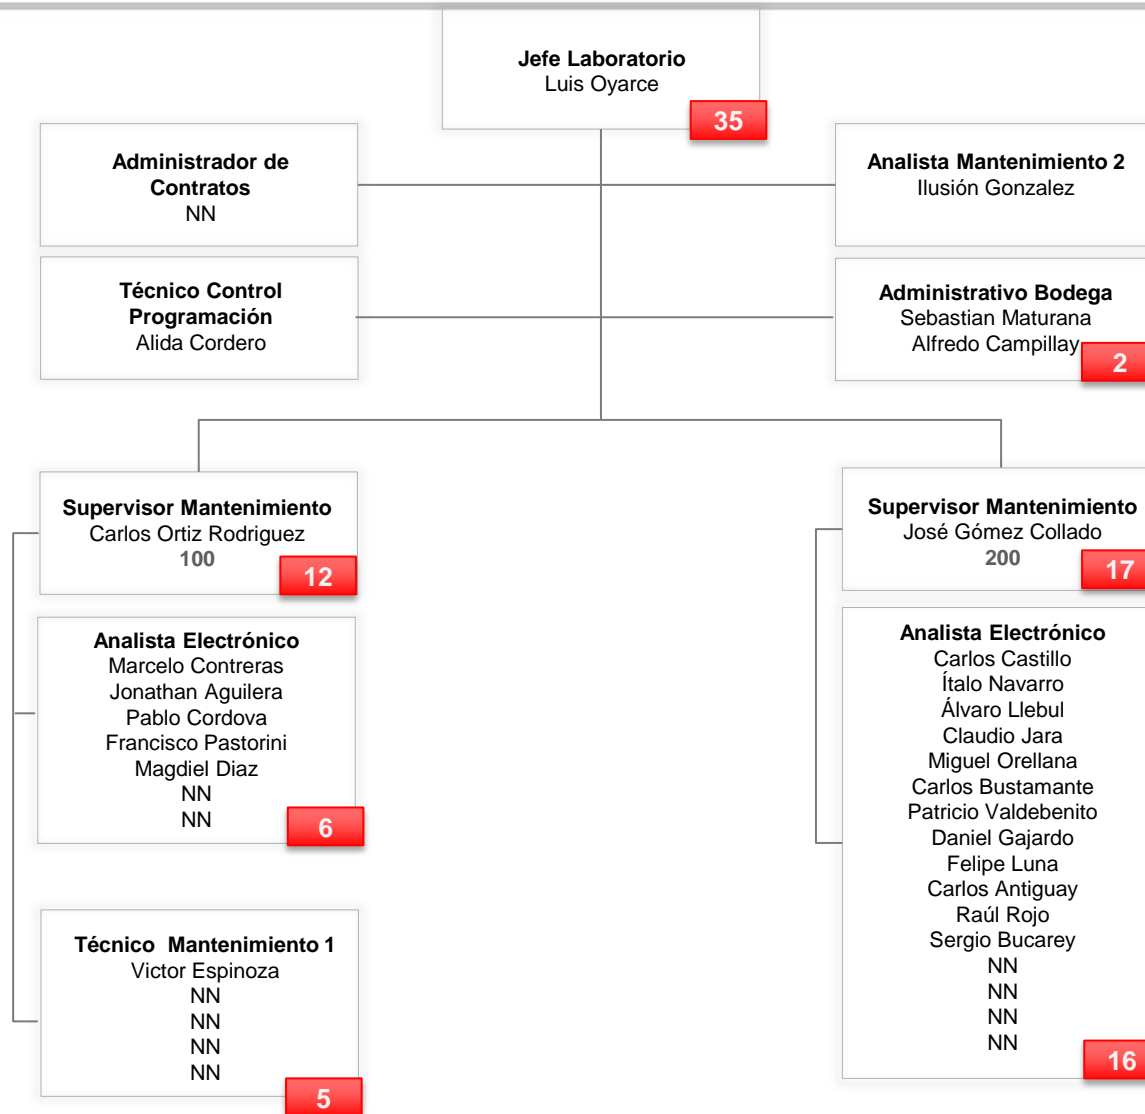 Jefe Laboratorio
Luis Oyarce
35
Administrador de
Contratos
NN
Analista Mantenimiento 2
Ilusión Gonzalez
Técnico Control
Programación
Alida Cordero
Administrativo Bodega
Sebastian Maturana
Alfredo Campillay
2
Supervisor Mantenimiento
Carlos Ortiz Rodriguez
100
12
Analista Electrónico
Marcelo Contreras
Jonathan Aguilera
Pablo Cordova
Francisco Pastorini
Magdiel Diaz
NN
NN
6
Técnico Mantenimiento 1
Victor Espinoza
NN
NN
NN
NN
5
Supervisor Mantenimiento
José Gómez Collado
200
17
Analista Electrónico
Carlos Castillo
Ítalo Navarro
Álvaro Llebul
Claudio Jara
Miguel Orellana
Carlos Bustamante
Patricio Valdebenito
Daniel Gajardo
Felipe Luna
Carlos Antiguay
Raúl Rojo
Sergio Bucarey
NN
NN
NN
NN
16